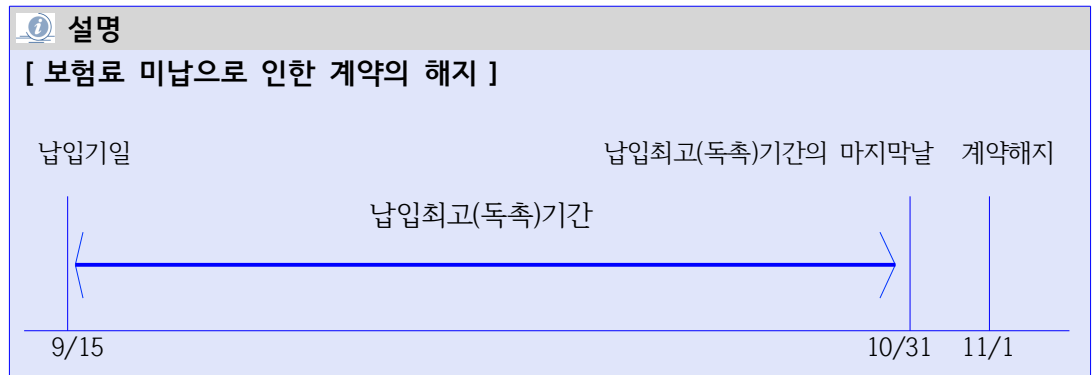 설명
[ 보험료 미납으로 인한 계약의 해지 ]
납입기일 납입최고(독촉)기간의 마지막날 계약해지
납입최고(독촉)기간
9/15 10/31 11/1